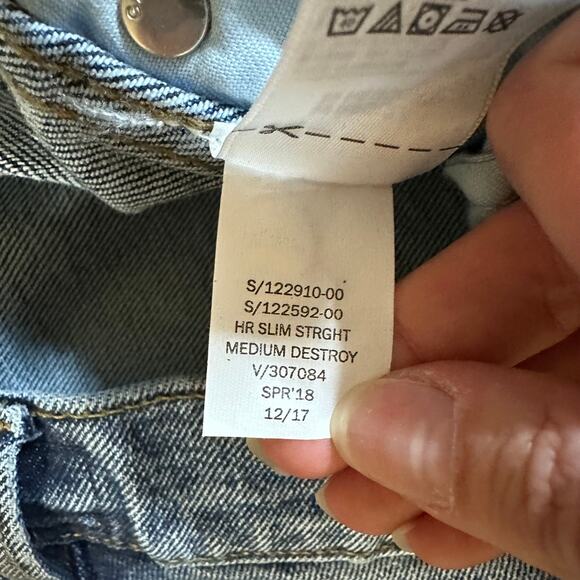 S/122910-00
S/122592-00
HR SLIM STRGHT
MEDIUM DESTROY
V/307084
SPR'18
12/17